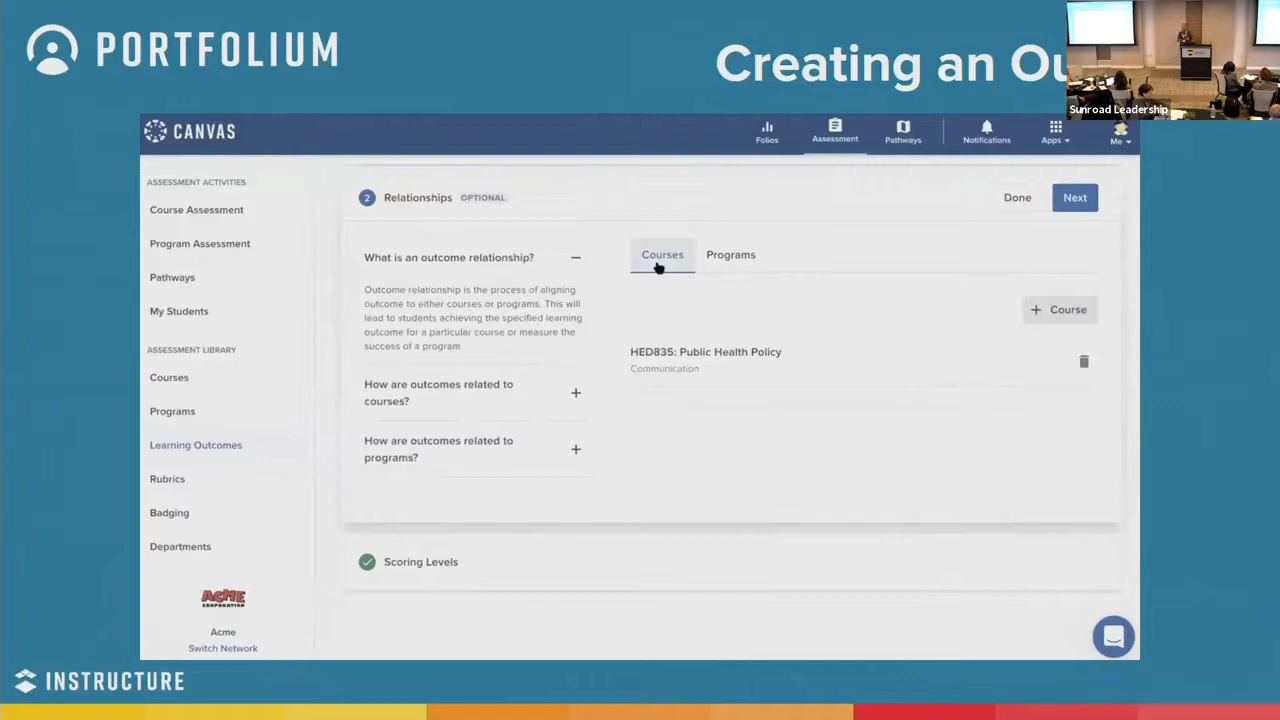 PORTFOLIUM
Creating an Ou
Sunroad Leadership
CANVAS
Folios
Assessment
Pathways
Notifications
Apps
Me
ASSESSMENT ACTIVITIES
Course Assessment
Program Assessment
Pathways
My Students
ASSESSMENT LIBRARY
Courses
Programs
Learning Outcomes
Rubrics
Badging
Departments
ACME
CORPORATION
Acme
Switch Network
2 Relationships OPTIONAL
Done
Next
What is an outcome relationship?
Outcome relationship is the process of aligning
outcome to either courses or programs. This will
lead to students achieving the specified learning
outcome for a particular course or measure the
success of a program.
How are outcomes related to
courses?
How are outcomes related to
programs?
Courses
Programs
+ Course
HED835: Public Health Policy
Communication
Scoring Levels
INSTRUCTURE